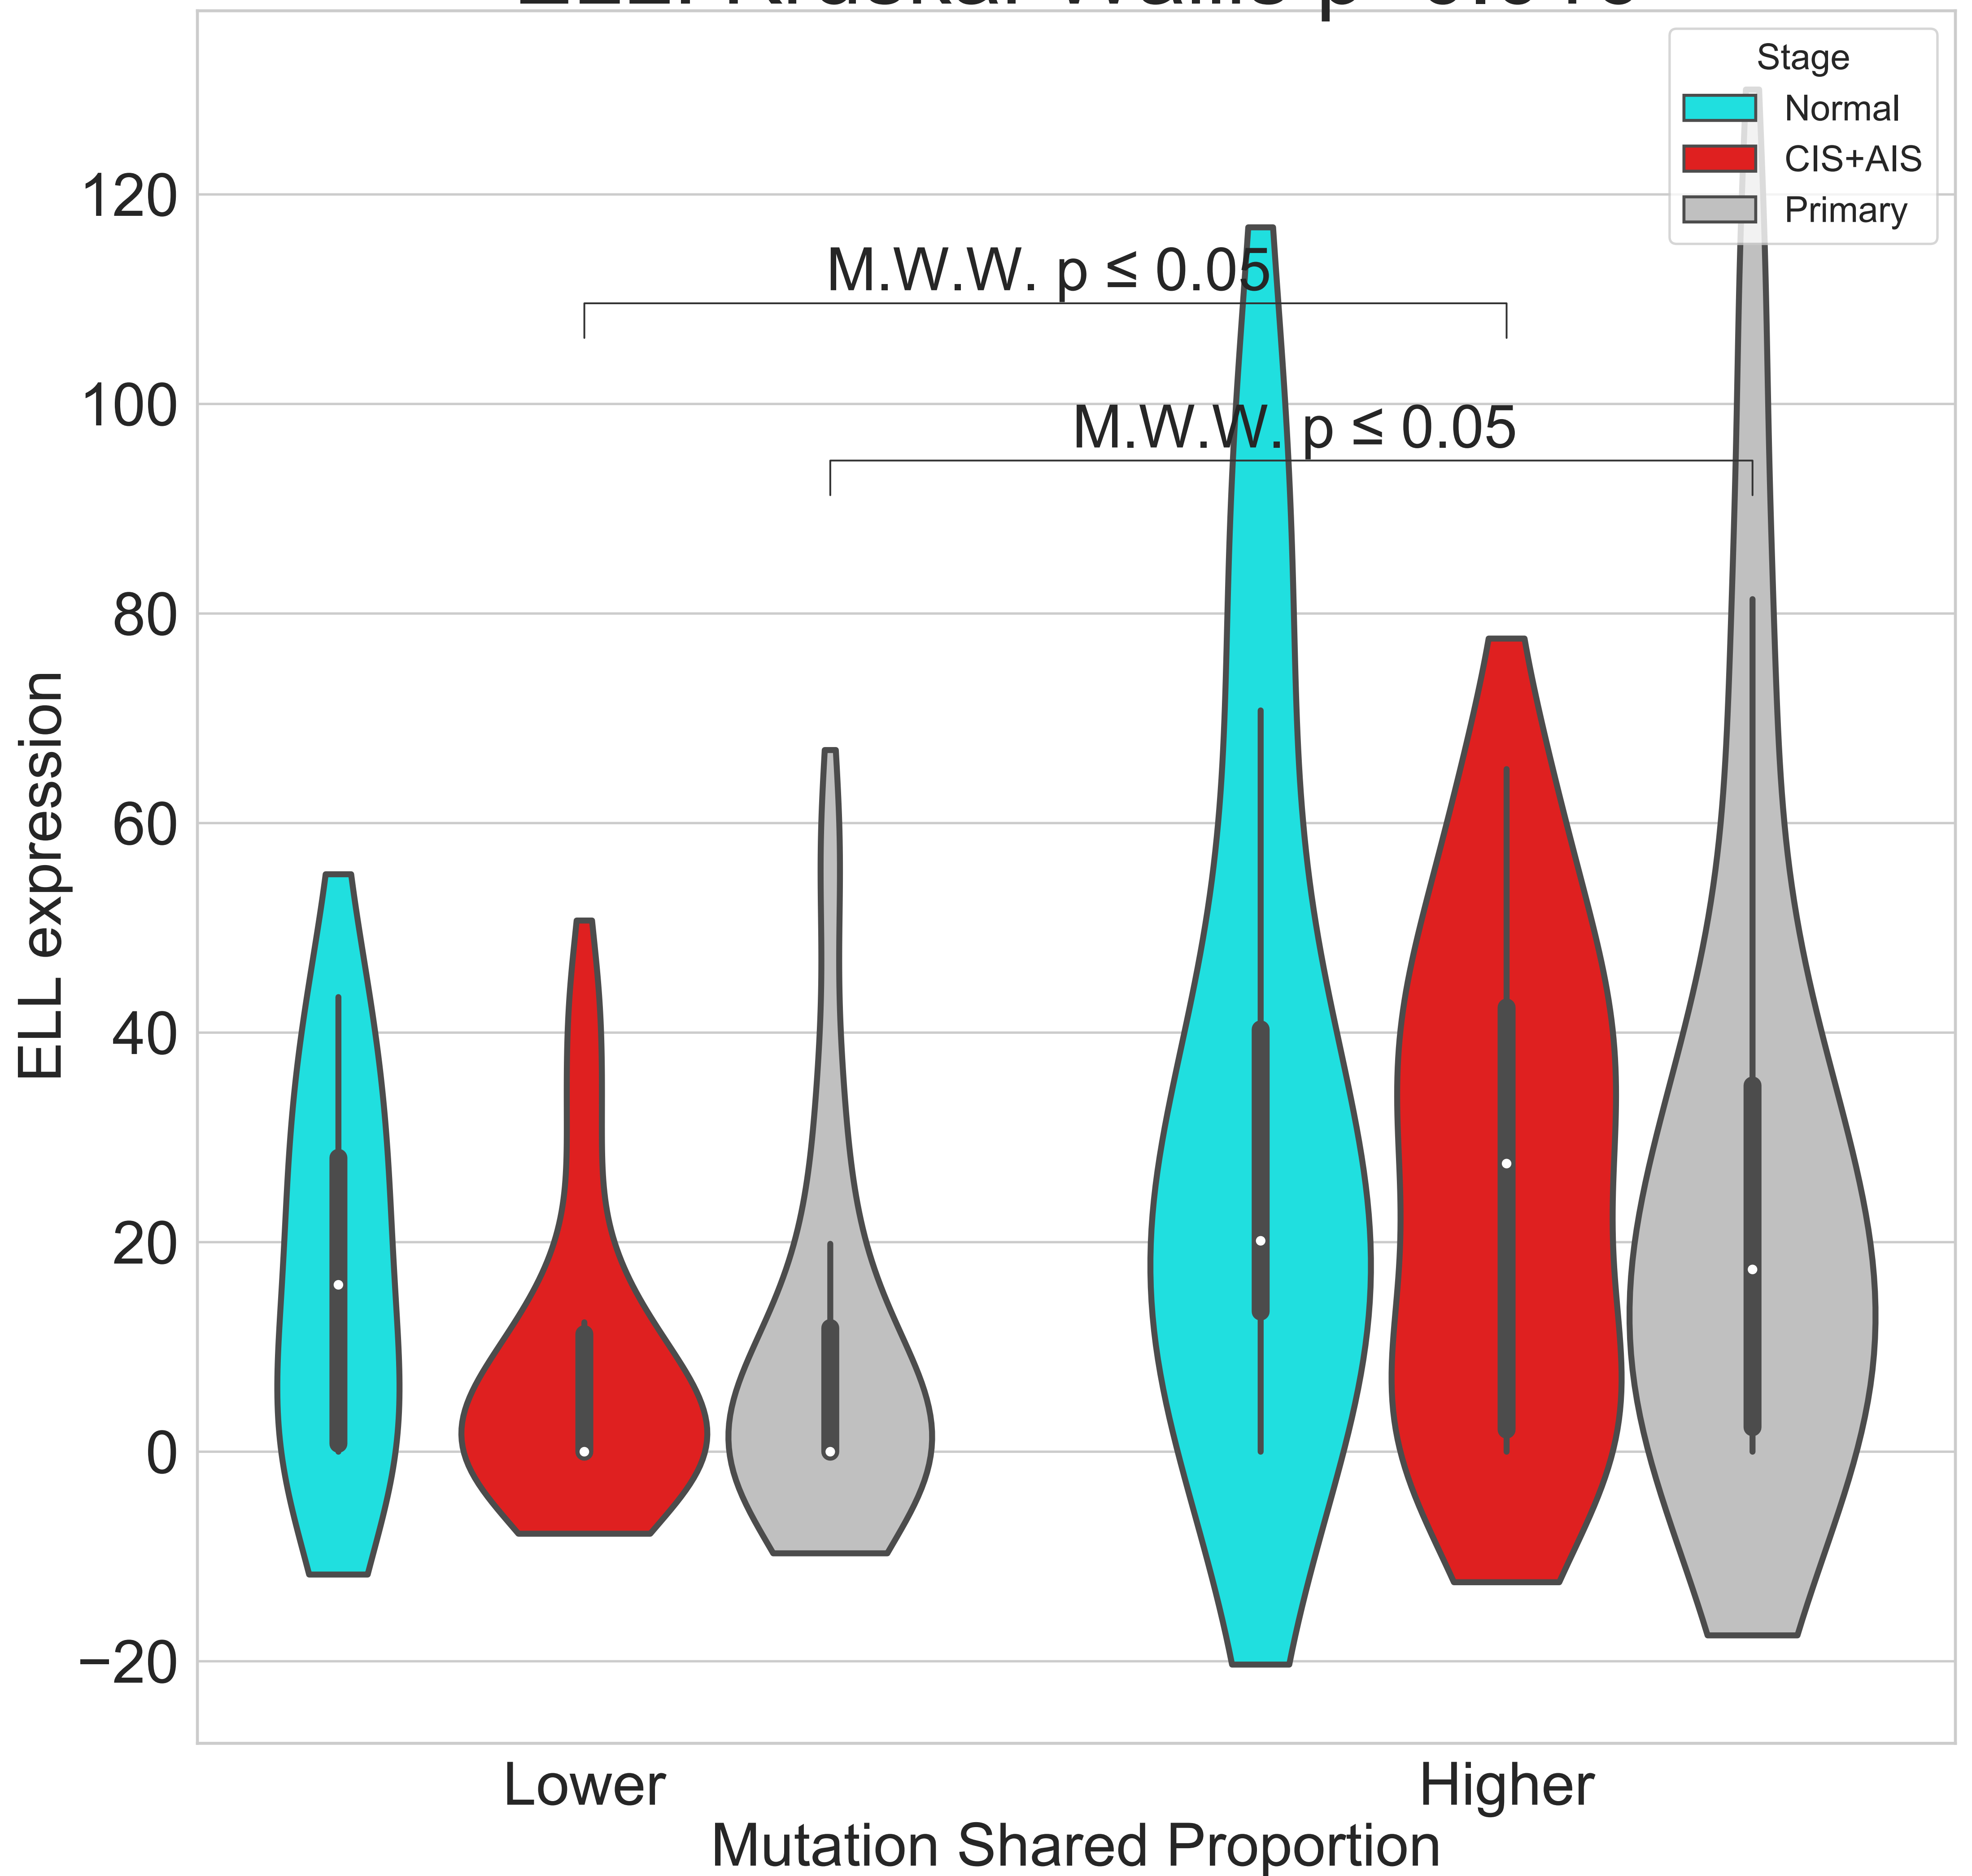 Stage
Normal
CIS+AIS
Primary
M.W.W. p ≤ 0.05
M.W.W. p ≤ 0.05
120
100
80
60
40
20
0
−20
ELL expression
Lower
Higher
Mutation Shared Proportion